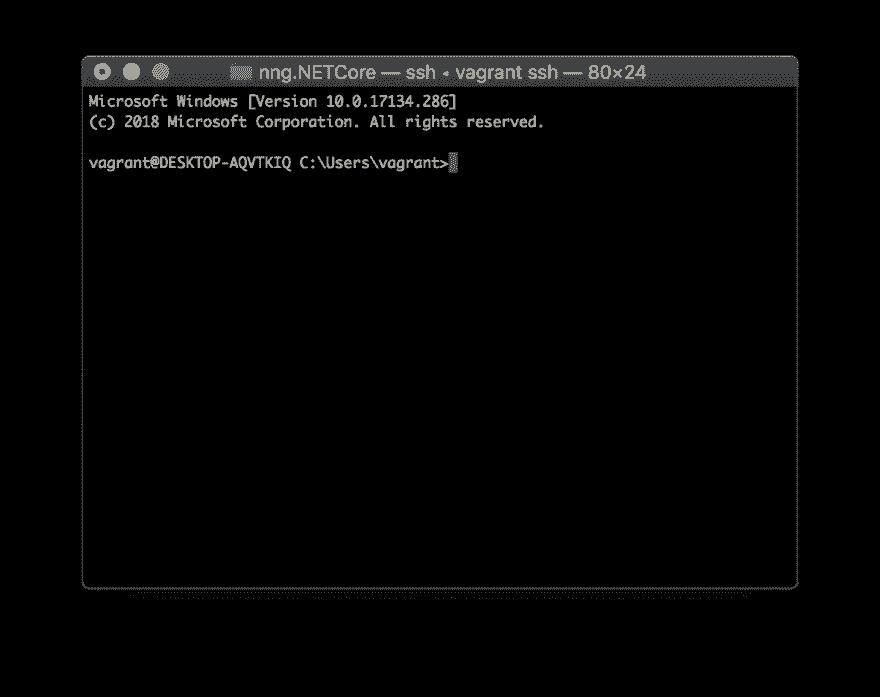 nng.NETCore — ssh • vagrant ssh — 80×24
Microsoft Windows [Version 10.0.17134.286]
(c) 2018 Microsoft Corporation. All rights reserved.
vagrant@DESKTOP-AQVTKIQ C:\Users\vagrant>